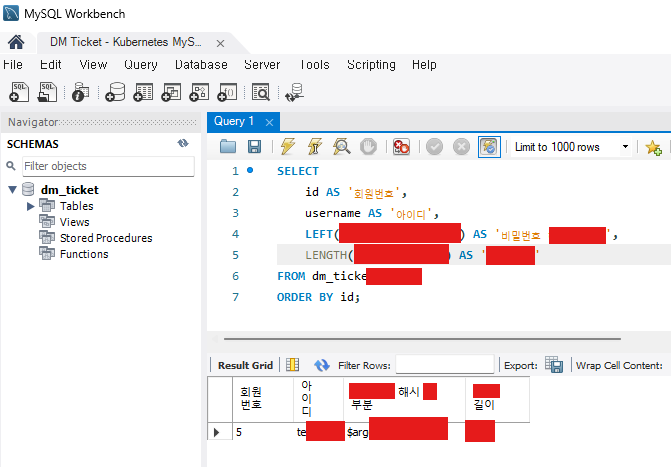 MySQL Workbench
DM Ticket - Kubernetes MyS... ×
File Edit View Query Database Server Tools Scripting Help
Navigator
SCHEMAS
Filter objects
dm_ticket
Tables
Views
Stored Procedures
Functions
Query 1 ×
Limit to 1000 rows
1 SELECT
2 id AS '회원번호',
3 username AS '아이디',
4 LEFT( ) AS '비밀번호 ',
5 LENGTH( ) AS ' '
6 FROM dm_ticke
7 ORDER BY id;
Result Grid Filter Rows: Export: Wrap Cell Content:
회원
번호
아
이
디
해시
부분
길이
5 te $arg